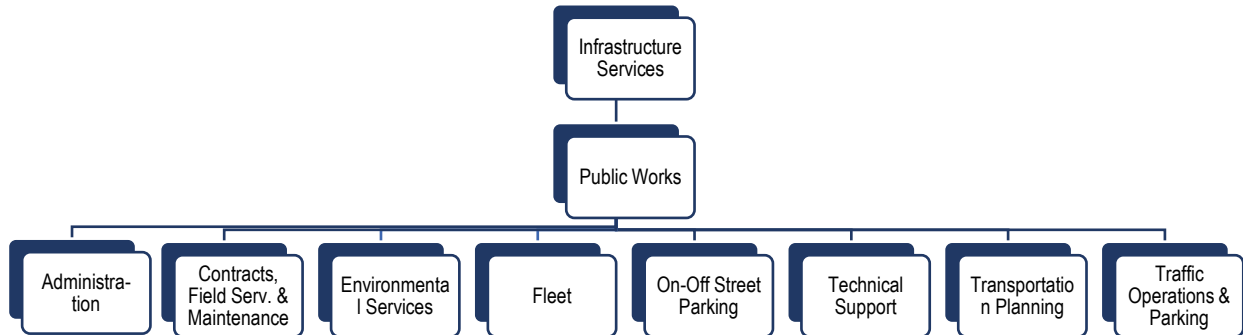 Infrastructure
Services
Public Works
Administra-
tion
Contracts,
Field Serv. &
Maintenance
Environmenta
l Services
Fleet
On-Off Street
Parking
Technical
Support
Transportatio
n Planning
Traffic
Operations &
Parking